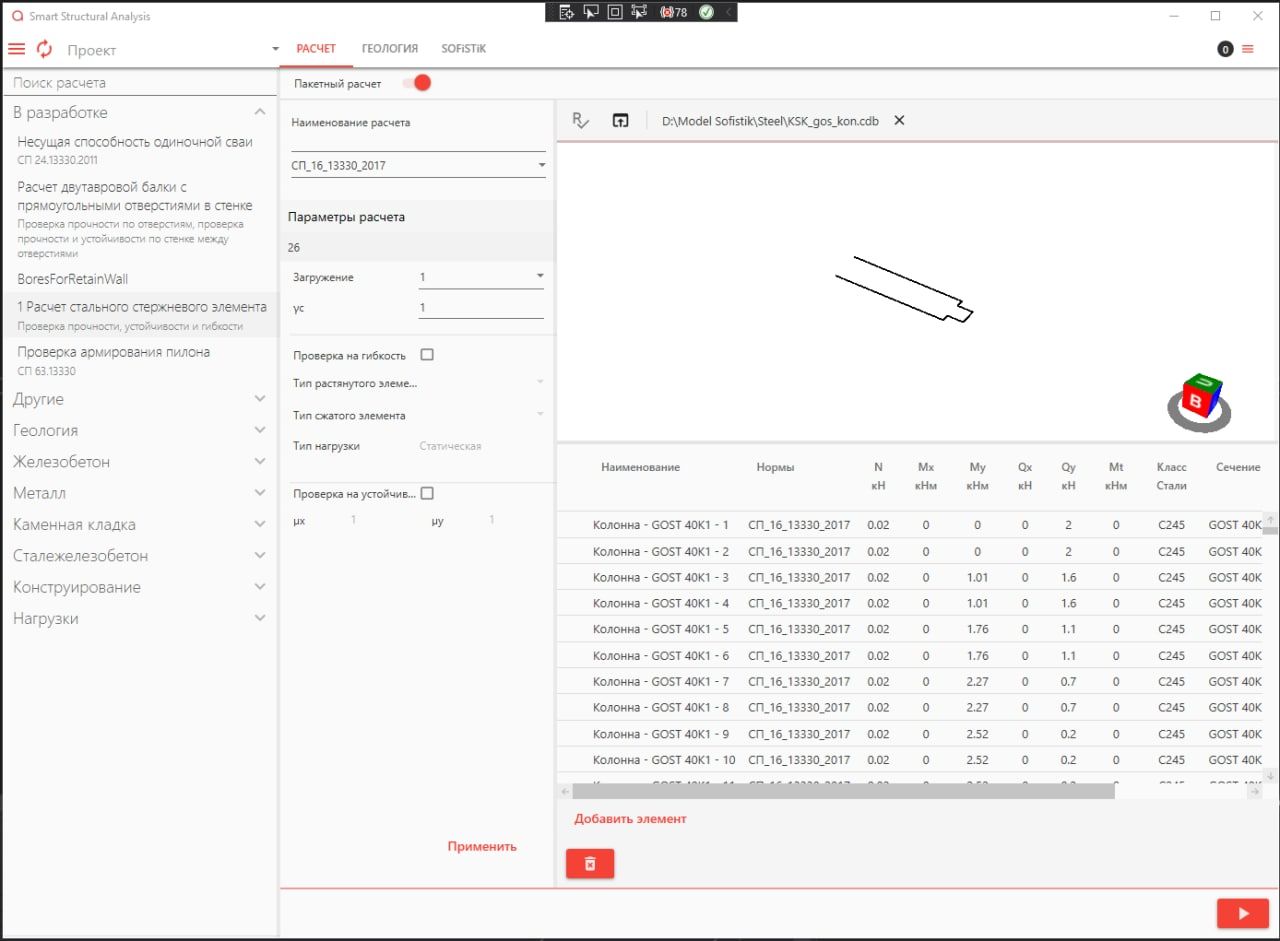 Smart Structural Analysis
78
Проект
РАСЧЕТ ГЕОЛОГИЯ SOFiSTiK
0
Поиск расчета
В разработке
Несущая способность одиночной сваи
СП 24.13330.2011
Расчет двутавровой балки с
прямоугольными отверстиями в стенке
Проверка прочности по отверстиям, проверка
прочности и устойчивости по стенке между
отверстиями
BoresForRetainWall
1 Расчет стального стержневого элемента
Проверка прочности, устойчивости и гибкости
Проверка армирования пилона
СП 63.13330
Другие
Геология
Железобетон
Металл
Каменная кладка
Сталежелезобетон
Конструирование
Нагрузки
Пакетный расчет
Наименование расчета
СП_16_13330_2017
Параметры расчета
26
Загружение 1
γc 1
Проверка на гибкость
Тип растянутого элеме...
Тип сжатого элемента
Тип нагрузки Статическая
Проверка на устойчив...
μx 1 μy 1
Применить
D:\Model Sofistik\Steel\KSK_gos_kon.cdb
B
Наименование Нормы N Mx My Qx Qy Mt Класс Сечение
кН кНм кНм кН кН кНм Стали
Колонна - GOST 40K1 - 1 СП_16_13330_2017 0.02 0 0 0 2 0 C245 GOST 40K
Колонна - GOST 40K1 - 2 СП_16_13330_2017 0.02 0 0 0 2 0 C245 GOST 40K
Колонна - GOST 40K1 - 3 СП_16_13330_2017 0.02 0 1.01 0 1.6 0 C245 GOST 40K
Колонна - GOST 40K1 - 4 СП_16_13330_2017 0.02 0 1.01 0 1.6 0 C245 GOST 40K
Колонна - GOST 40K1 - 5 СП_16_13330_2017 0.02 0 1.76 0 1.1 0 C245 GOST 40K
Колонна - GOST 40K1 - 6 СП_16_13330_2017 0.02 0 1.76 0 1.1 0 C245 GOST 40K
Колонна - GOST 40K1 - 7 СП_16_13330_2017 0.02 0 2.27 0 0.7 0 C245 GOST 40K
Колонна - GOST 40K1 - 8 СП_16_13330_2017 0.02 0 2.27 0 0.7 0 C245 GOST 40K
Колонна - GOST 40K1 - 9 СП_16_13330_2017 0.02 0 2.52 0 0.2 0 C245 GOST 40K
Колонна - GOST 40K1 - 10 СП_16_13330_2017 0.02 0 2.52 0 0.2 0 C245 GOST 40K
Добавить элемент